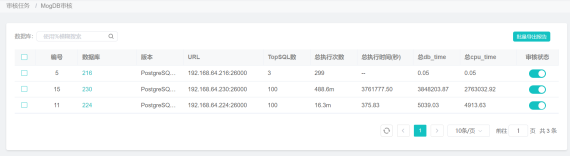 审核任务 / MogDB审核
数据库: 批量导出报告
编号 数据库 版本 URL TopSQL数 总执行次数 总执行时间(秒) 总db_time 总cpu_time 审核状态
5 216 PostgreSQ... 192.168.64.216:26000 3 299 -- 0.05 0.05
15 230 PostgreSQ... 192.168.64.230:26000 100 488.6m 3761777.50 3848203.87 2763032.92
11 224 PostgreSQ... 192.168.64.224:26000 100 16.3m 375.83 5039.03 4913.63
1 10条/页 前往 1 页 共 3 条